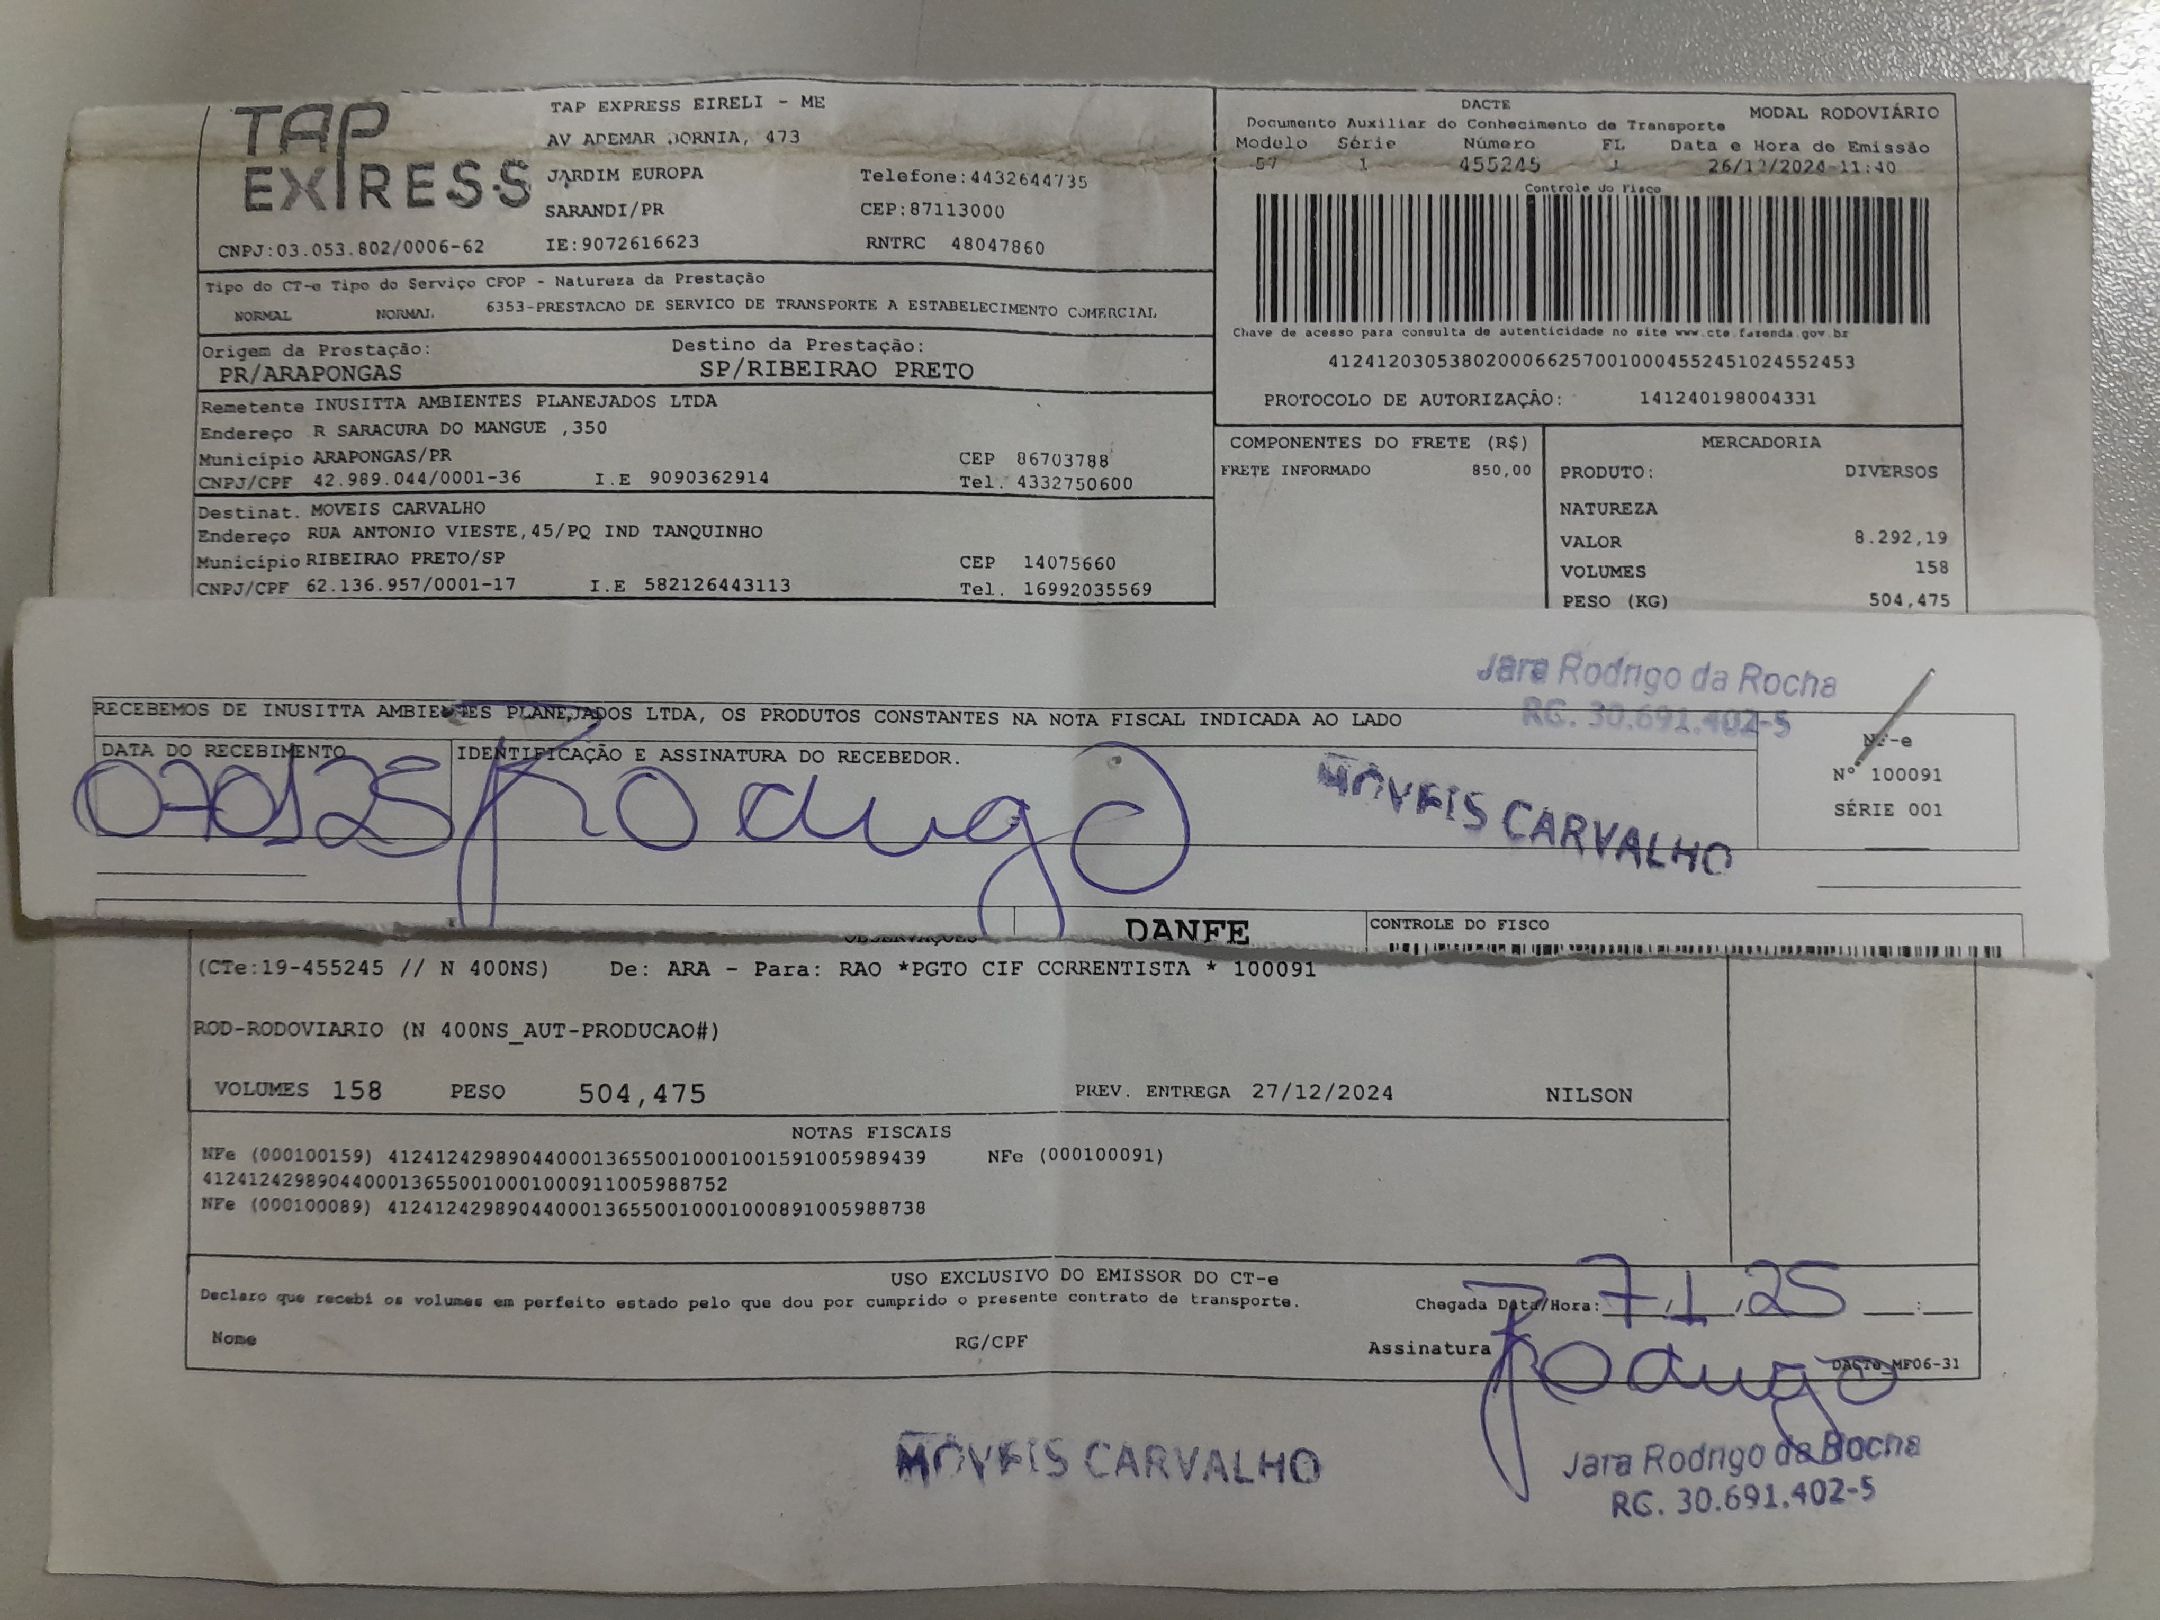 TAP EXPRESS
TAP EXPRESS EIRELI - ME
AV ADEMAR BORNIA, 473
JARDIM EUROPA Telefone:4432644735
SARANDI/PR CEP:87113000
CNPJ:03.053.802/0006-62 IE:9072616623 RNTRC 48047860
DACTE MODAL RODOVIÁRIO
Documento Auxiliar do Conhecimento de Transporte
Modelo Série Número FL Data e Hora de Emissão
57 1 455245 1 26/12/2024-11:40
Controle do Fisco
Chave de acesso para consulta de autenticidade no site www.cte.fazenda.gov.br
41241203053802000662570010004552451024552453
PROTOCOLO DE AUTORIZAÇÃO: 141240198004331
Tipo do CT-e Tipo do Serviço CFOP - Natureza da Prestação
NORMAL NORMAL 6353-PRESTACAO DE SERVICO DE TRANSPORTE A ESTABELECIMENTO COMERCIAL
Origem da Prestação: Destino da Prestação:
PR/ARAPONGAS SP/RIBEIRAO PRETO
Remetente INUSITTA AMBIENTES PLANEJADOS LTDA
Endereço R SARACURA DO MANGUE ,350
Município ARAPONGAS/PR CEP 86703788
CNPJ/CPF 42.989.044/0001-36 I.E 9090362914 Tel. 4332750600
Destinat. MOVEIS CARVALHO
Endereço RUA ANTONIO VIESTE,45/PQ IND TANQUINHO
Município RIBEIRAO PRETO/SP CEP 14075660
CNPJ/CPF 62.136.957/0001-17 I.E 582126443113 Tel. 16992035569
COMPONENTES DO FRETE (R$)
FRETE INFORMADO 850,00
MERCADORIA
PRODUTO: DIVERSOS
NATUREZA
VALOR 8.292,19
VOLUMES 158
PESO (KG) 504,475
Jara Rodrigo da Rocha
RG. 30.691.402-5
RECEBEMOS DE INUSITTA AMBIENTES PLANEJADOS LTDA, OS PRODUTOS CONSTANTES NA NOTA FISCAL INDICADA AO LADO
DATA DO RECEBIMENTO IDENTIFICAÇÃO E ASSINATURA DO RECEBEDOR.
070125 Rodrigo
MOVEIS CARVALHO
NF-e
Nº 100091
SÉRIE 001
DANFE CONTROLE DO FISCO
OBSERVAÇOES
(CTe:19-455245 // N 400NS) De: ARA - Para: RAO *PGTO CIF CORRENTISTA * 100091
ROD-RODOVIARIO (N 400NS_AUT-PRODUCAO#)
VOLUMES 158 PESO 504,475 PREV. ENTREGA 27/12/2024 NILSON
NOTAS FISCAIS
NFe (000100159) 41241242989044000136550010001001591005989439 NFe (000100091)
41241242989044000136550010001000911005988752
NFe (000100089) 41241242989044000136550010001000891005988738
USO EXCLUSIVO DO EMISSOR DO CT-e
Declaro que recebi os volumes em perfeito estado pelo que dou por cumprido o presente contrato de transporte.
Chegada Data/Hora: 7/1/25 __:__
Nome RG/CPF Assinatura Rodrigo
DACTe MF06-31
MOVEIS CARVALHO
Jara Rodrigo da Rocha
RG. 30.691.402-5